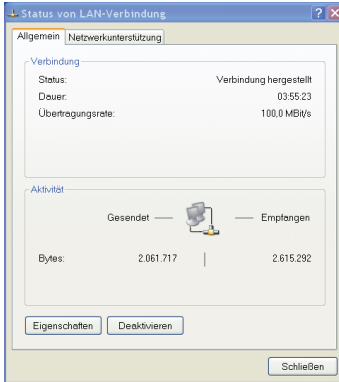 Status von LAN-Verbindung
Allgemein Netzwerkunterstützung
Verbindung
Status: Verbindung hergestellt
Dauer: 03:55:23
Übertragungsrate: 100,0 MBit/s
Aktivität
Gesendet Empfangen
Bytes: 2.061.717 2.615.292
Eigenschaften Deaktivieren
Schließen